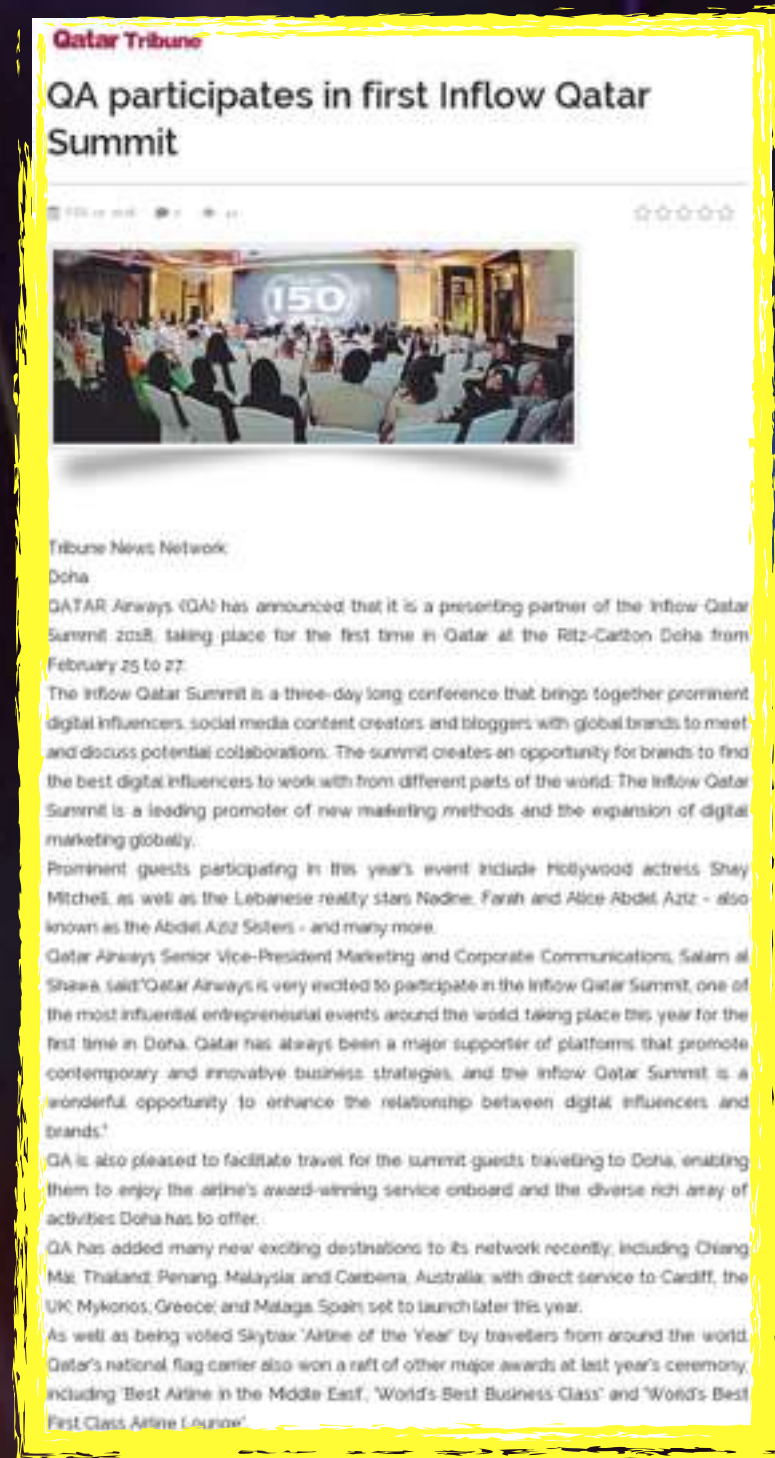 Qatar Tribune
QA participates in first Inflow Qatar
Summit
150
Tribune News Network
Doha
QATAR Airways (QA) has announced that it is a presenting partner of the Inflow Qatar
Summit 2018, taking place for the first time in Qatar at the Ritz-Carlton Doha from
February 25 to 27.
The Inflow Qatar Summit is a three-day long conference that brings together prominent
digital influencers, social media content creators and bloggers with global brands to meet
and discuss potential collaborations. The summit creates an opportunity for brands to find
the best digital influencers to work with from different parts of the world. The Inflow Qatar
Summit is a leading promoter of new marketing methods and the expansion of digital
marketing globally.
Prominent guests participating in this year's event include Hollywood actress Shay
Mitchell, as well as the Lebanese reality stars Nadine, Farah and Alice Abdel Aziz - also
known as the Abdel Aziz Sisters - and many more.
Qatar Airways Senior Vice-President Marketing and Corporate Communications, Salam al
Shawa, said:"Qatar Airways is very excited to participate in the Inflow Qatar Summit, one of
the most influential entrepreneurial events around the world, taking place this year for the
first time in Doha. Qatar has always been a major supporter of platforms that promote
contemporary and innovative business strategies, and the Inflow Qatar Summit is a
wonderful opportunity to enhance the relationship between digital influencers and
brands."
QA is also pleased to facilitate travel for the summit guests travelling to Doha, enabling
them to enjoy the airline's award-winning service onboard and the diverse rich array of
activities Doha has to offer.
QA has added many new exciting destinations to its network recently, including Chiang
Mai, Thailand; Penang, Malaysia; and Canberra, Australia; with direct service to Cardiff, the
UK; Mykonos, Greece; and Malaga, Spain; set to launch later this year.
As well as being voted Skytrax 'Airline of the Year' by travellers from around the world,
Qatar's national flag carrier also won a raft of other major awards at last year's ceremony,
including 'Best Airline in the Middle East', 'World's Best Business Class' and 'World's Best
First Class Airline Lounge'.